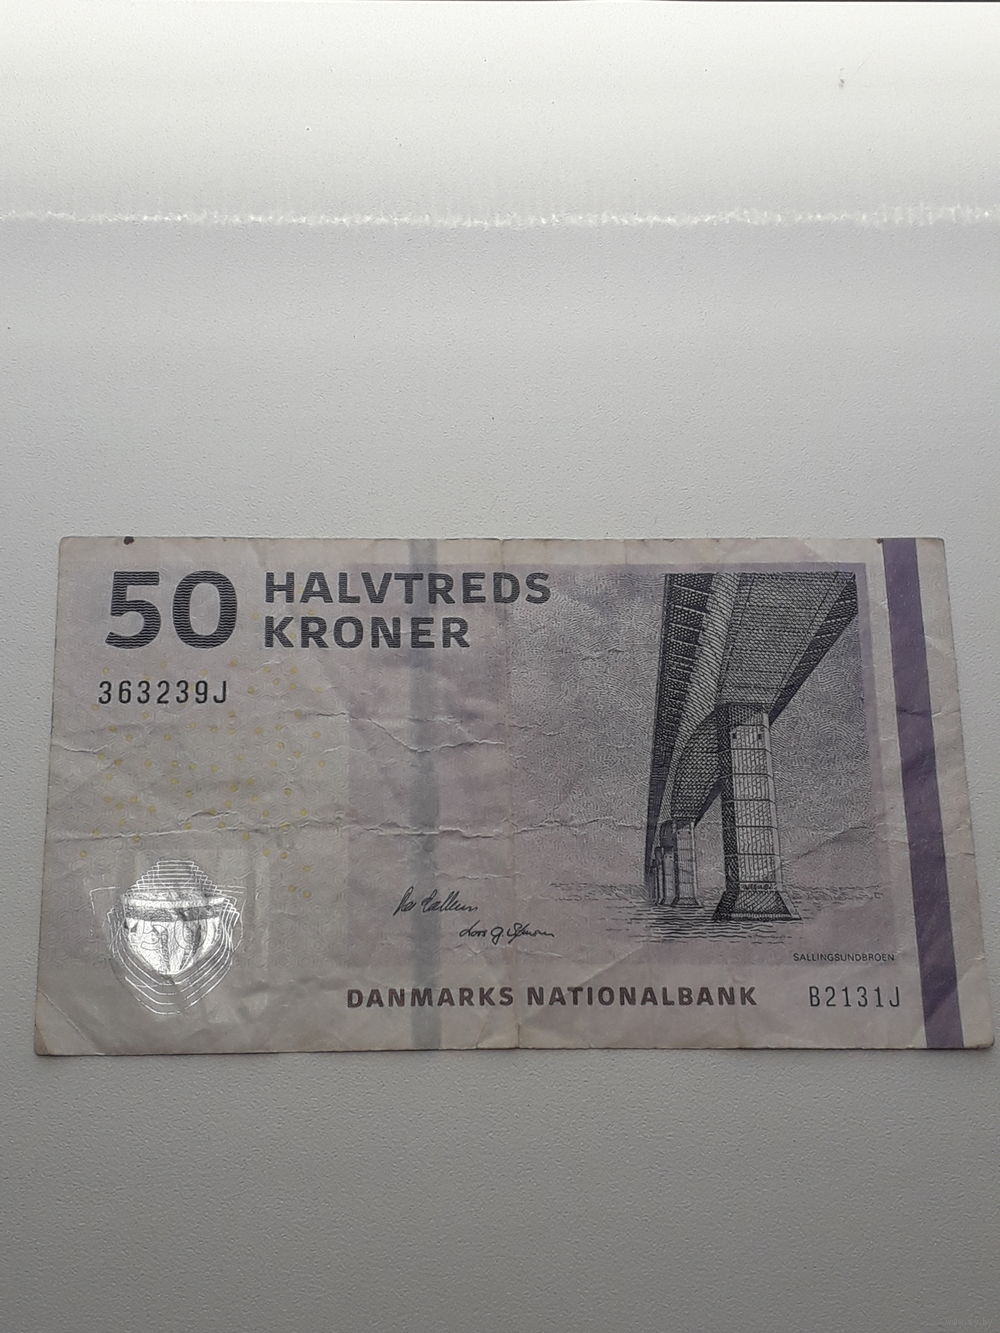 50 HALVTREDS
KRONER
363239J
SALLINGSUNDBROEN
DANMARKS NATIONALBANK
B2131J